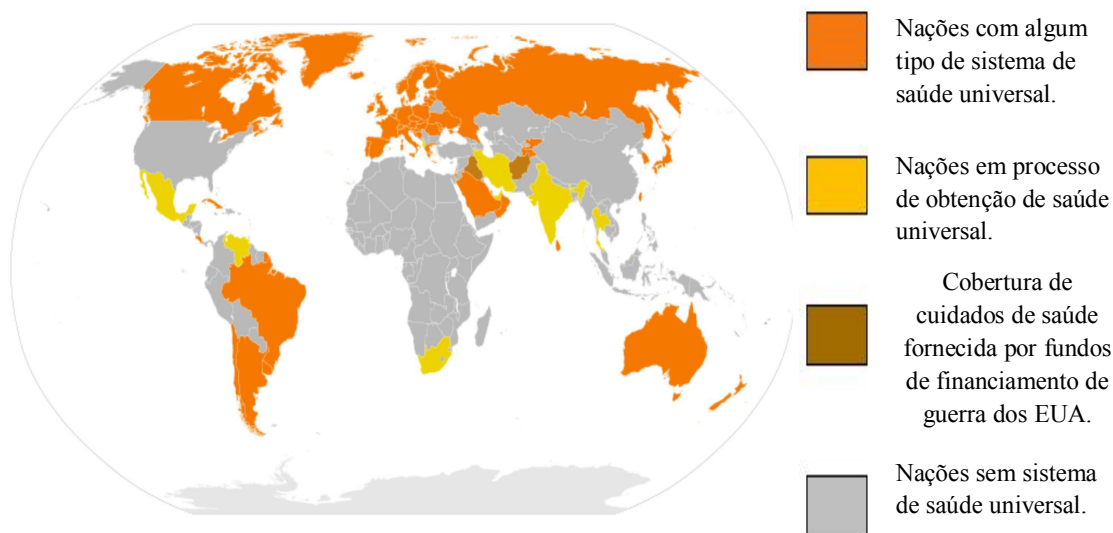 Nações com algum
tipo de sistema de
saúde universal.
Nações em processo
de obtenção de saúde
universal.
Cobertura de
cuidados de saúde
fornecida por fundos
de financiamento de
guerra dos EUA.
Nações sem sistema
de saúde universal.